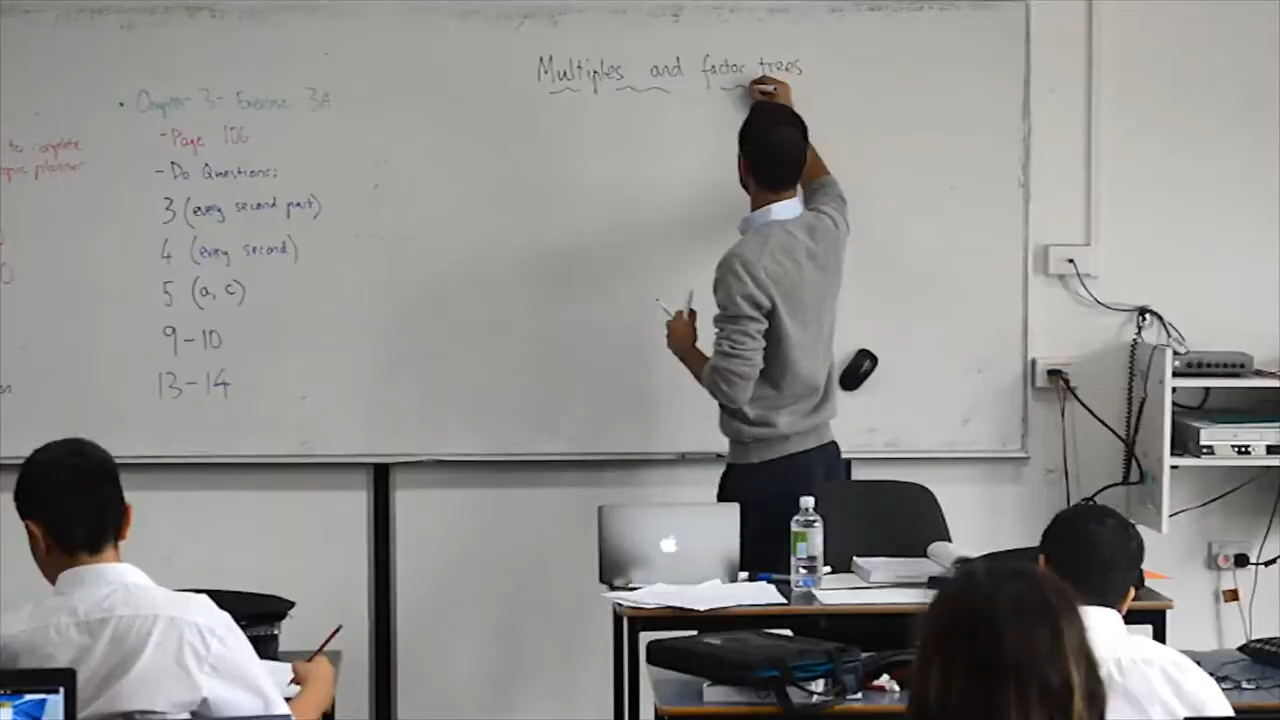 Multiples and factor trees
• Chapter 3 - Exercise 3A
- Page 106
- Do Questions:
3 (every second part)
4 (every second)
5 (a, c)
9-10
13-14
to complete
planner